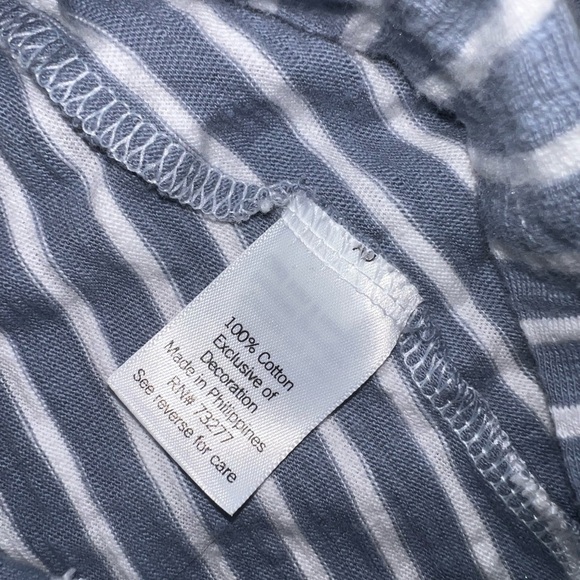 100% Cotton
Exclusive of
Decoration
Made in Philippines
RN# 73277
See reverse for care